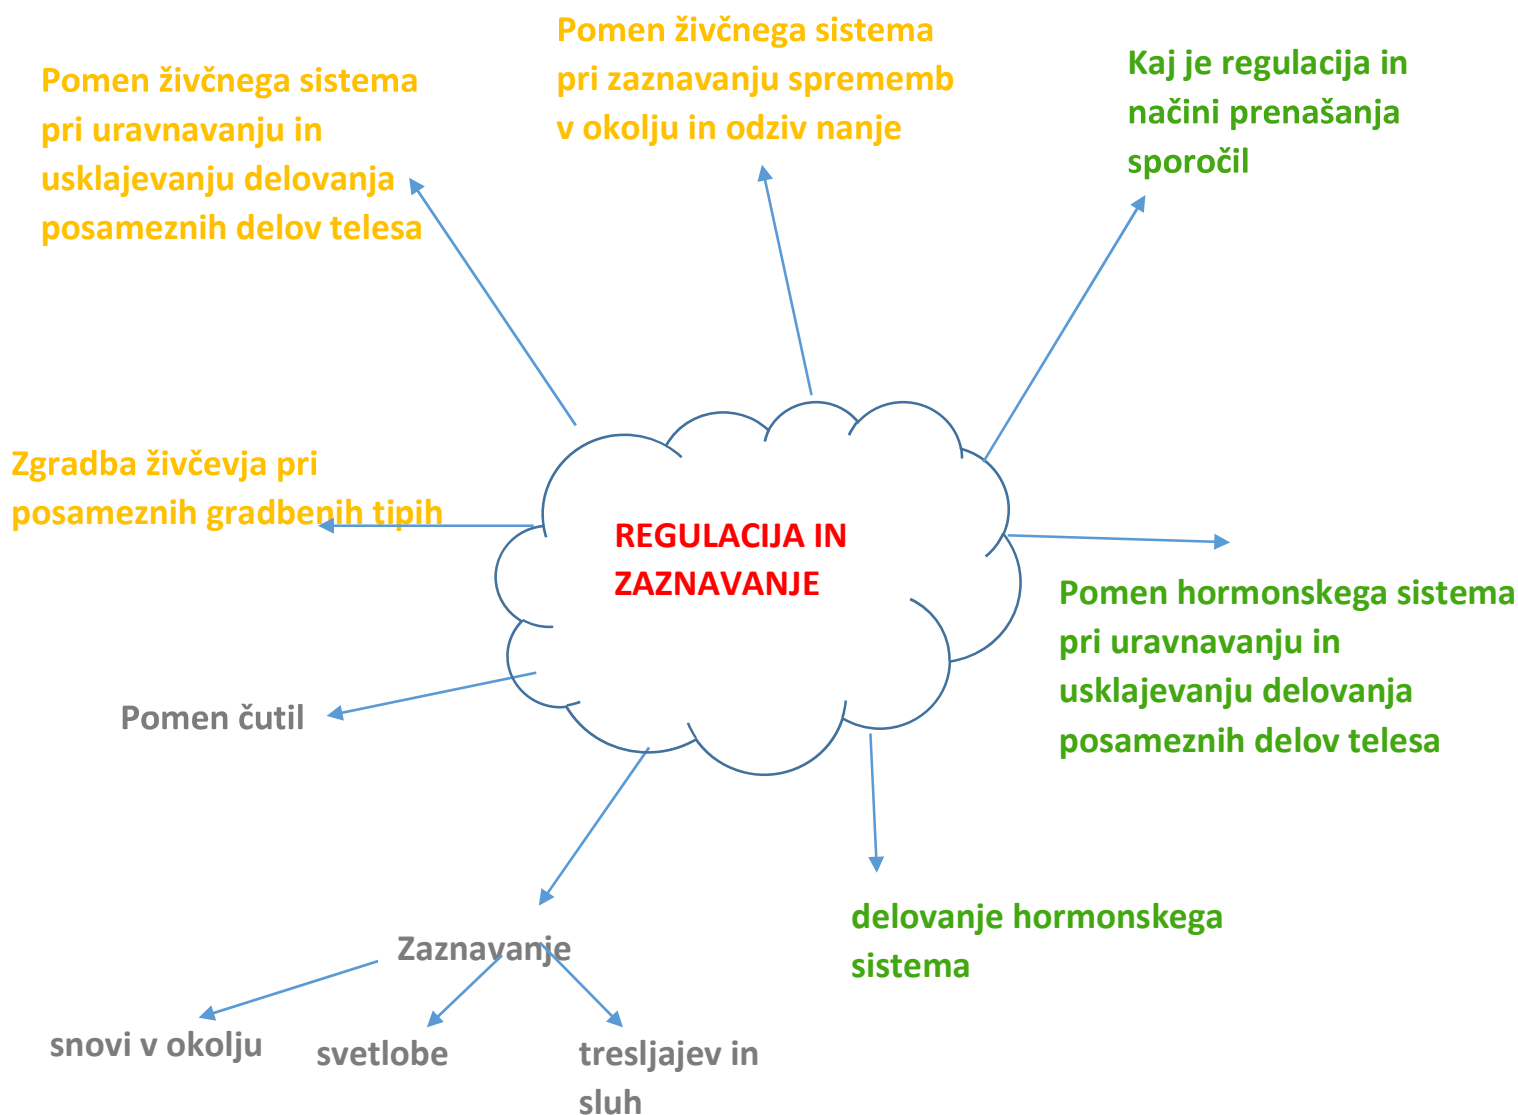 Pomen živčnega sistema
pri uravnavanju in
usklajevanju delovanja
posameznih delov telesa
Pomen živčnega sistema
pri zaznavanju sprememb
v okolju in odziv nanje
Kaj je regulacija in
načini prenašanja
sporočil
Zgradba živčevja pri
posameznih gradbenih tipih
REGULACIJA IN
ZAZNAVANJE
Pomen hormonskega sistema
pri uravnavanju in
usklajevanju delovanja
posameznih delov telesa
Pomen čutil
delovanje hormonskega
sistema
Zaznavanje
snovi v okolju
svetlobe
tresljajev in
sluh